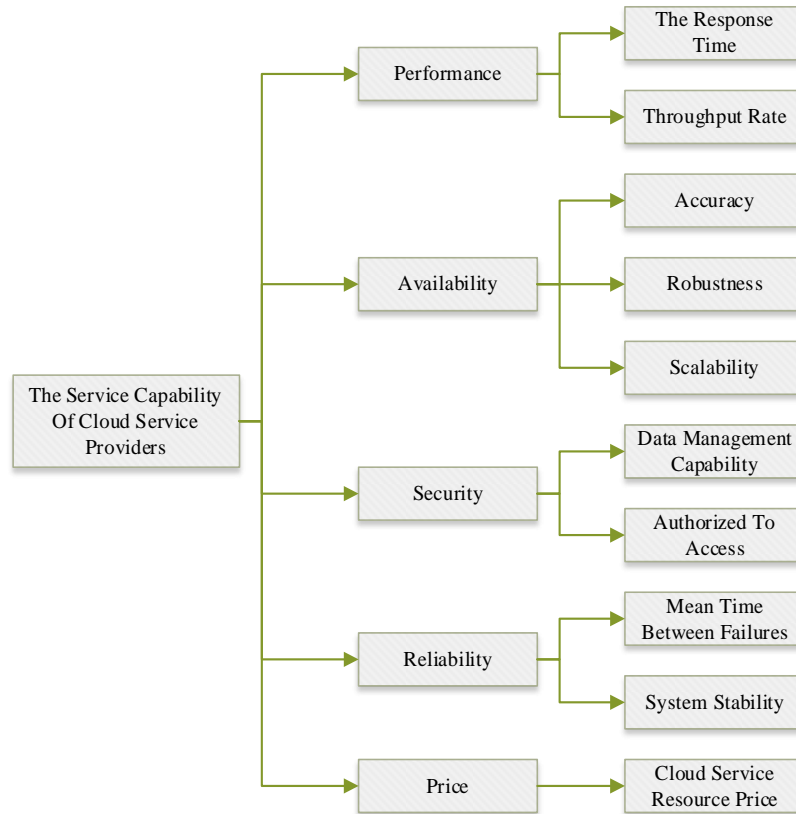 The Response
Time
Performance
Throughput Rate
Accuracy
Availability
Robustness
Scalability
The Service Capability
Of Cloud Service
Providers
Data Management
Capability
Security
Authorized To
Access
Mean Time
Between Failures
Reliability
System Stability
Price
Cloud Service
Resource Price